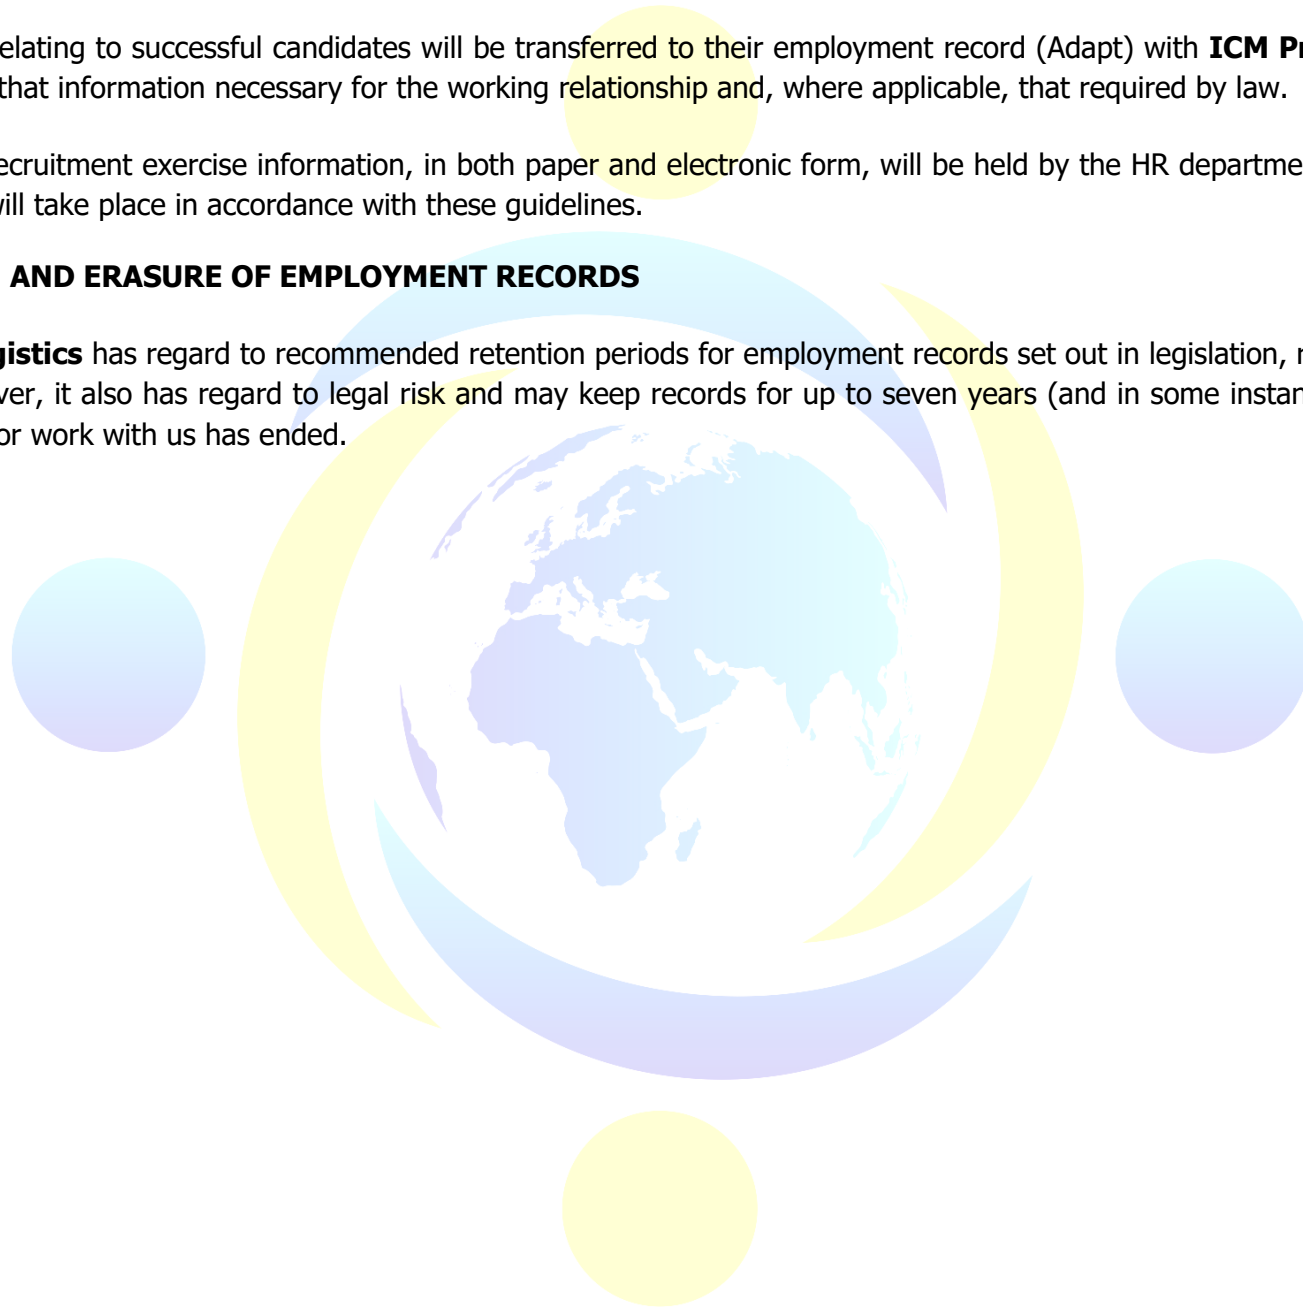 elating to successful candidates will be transferred to their employment record (Adapt) with ICM Pr
that information necessary for the working relationship and, where applicable, that required by law.
ecruitment exercise information, in both paper and electronic form, will be held by the HR departme
will take place in accordance with these guidelines.
AND ERASURE OF EMPLOYMENT RECORDS
gistics has regard to recommended retention periods for employment records set out in legislation, r
ver, it also has regard to legal risk and may keep records for up to seven years (and in some instan
or work with us has ended.